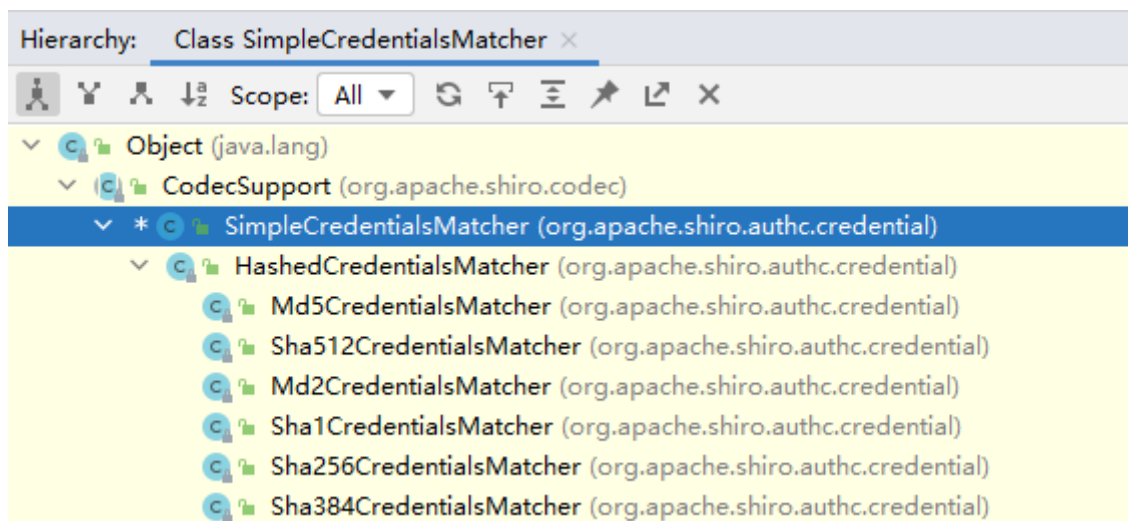 Hierarchy: Class SimpleCredentialsMatcher ×
Scope: All
Object (java.lang)
CodecSupport (org.apache.shiro.codec)
* SimpleCredentialsMatcher (org.apache.shiro.authc.credential)
HashedCredentialsMatcher (org.apache.shiro.authc.credential)
Md5CredentialsMatcher (org.apache.shiro.authc.credential)
Sha512CredentialsMatcher (org.apache.shiro.authc.credential)
Md2CredentialsMatcher (org.apache.shiro.authc.credential)
Sha1CredentialsMatcher (org.apache.shiro.authc.credential)
Sha256CredentialsMatcher (org.apache.shiro.authc.credential)
Sha384CredentialsMatcher (org.apache.shiro.authc.credential)